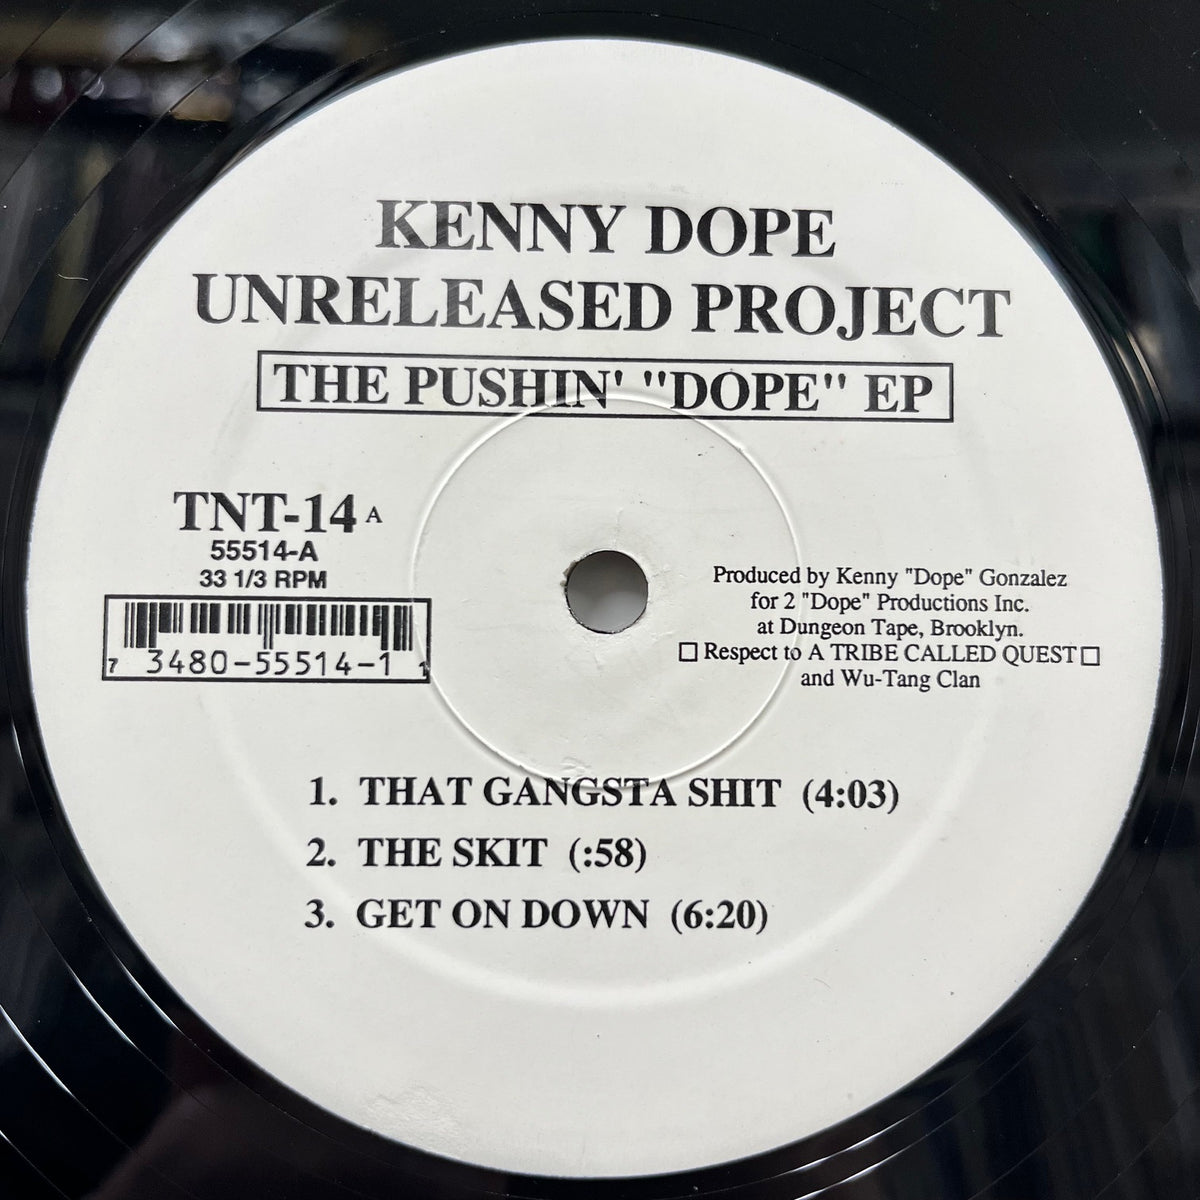 KENNY DOPE
UNRELEASED PROJECT
THE PUSHIN' "DOPE" EP
TNT-14 A
55514-A
33 1/3 RPM
7 3480-55514-1 1
Produced by Kenny "Dope" Gonzalez
for 2 "Dope" Productions Inc.
at Dungeon Tape, Brooklyn.
☐ Respect to A TRIBE CALLED QUEST ☐
and Wu-Tang Clan
1. THAT GANGSTA SHIT (4:03)
2. THE SKIT (:58)
3. GET ON DOWN (6:20)